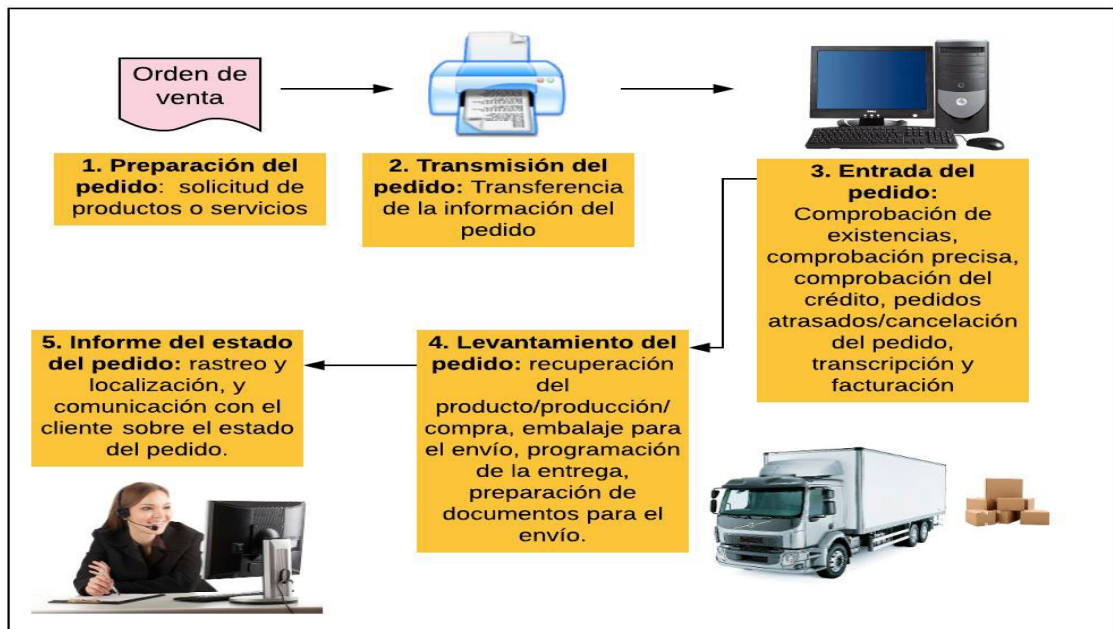 Orden de
venta
1. Preparación del
pedido: solicitud de
productos o servicios
2. Transmisión del
pedido: Transferencia
de la información del
pedido
3. Entrada del
pedido:
Comprobación de
existencias,
comprobación precisa,
comprobación del
crédito, pedidos
atrasados/cancelación
del pedido,
transcripción y
facturación
4. Levantamiento del
pedido: recuperación
del
producto/producción/
compra, embalaje para
el envío, programación
de la entrega,
preparación de
documentos para el
envío.
5. Informe del estado
del pedido: rastreo y
localización, y
comunicación con el
cliente sobre el estado
del pedido.